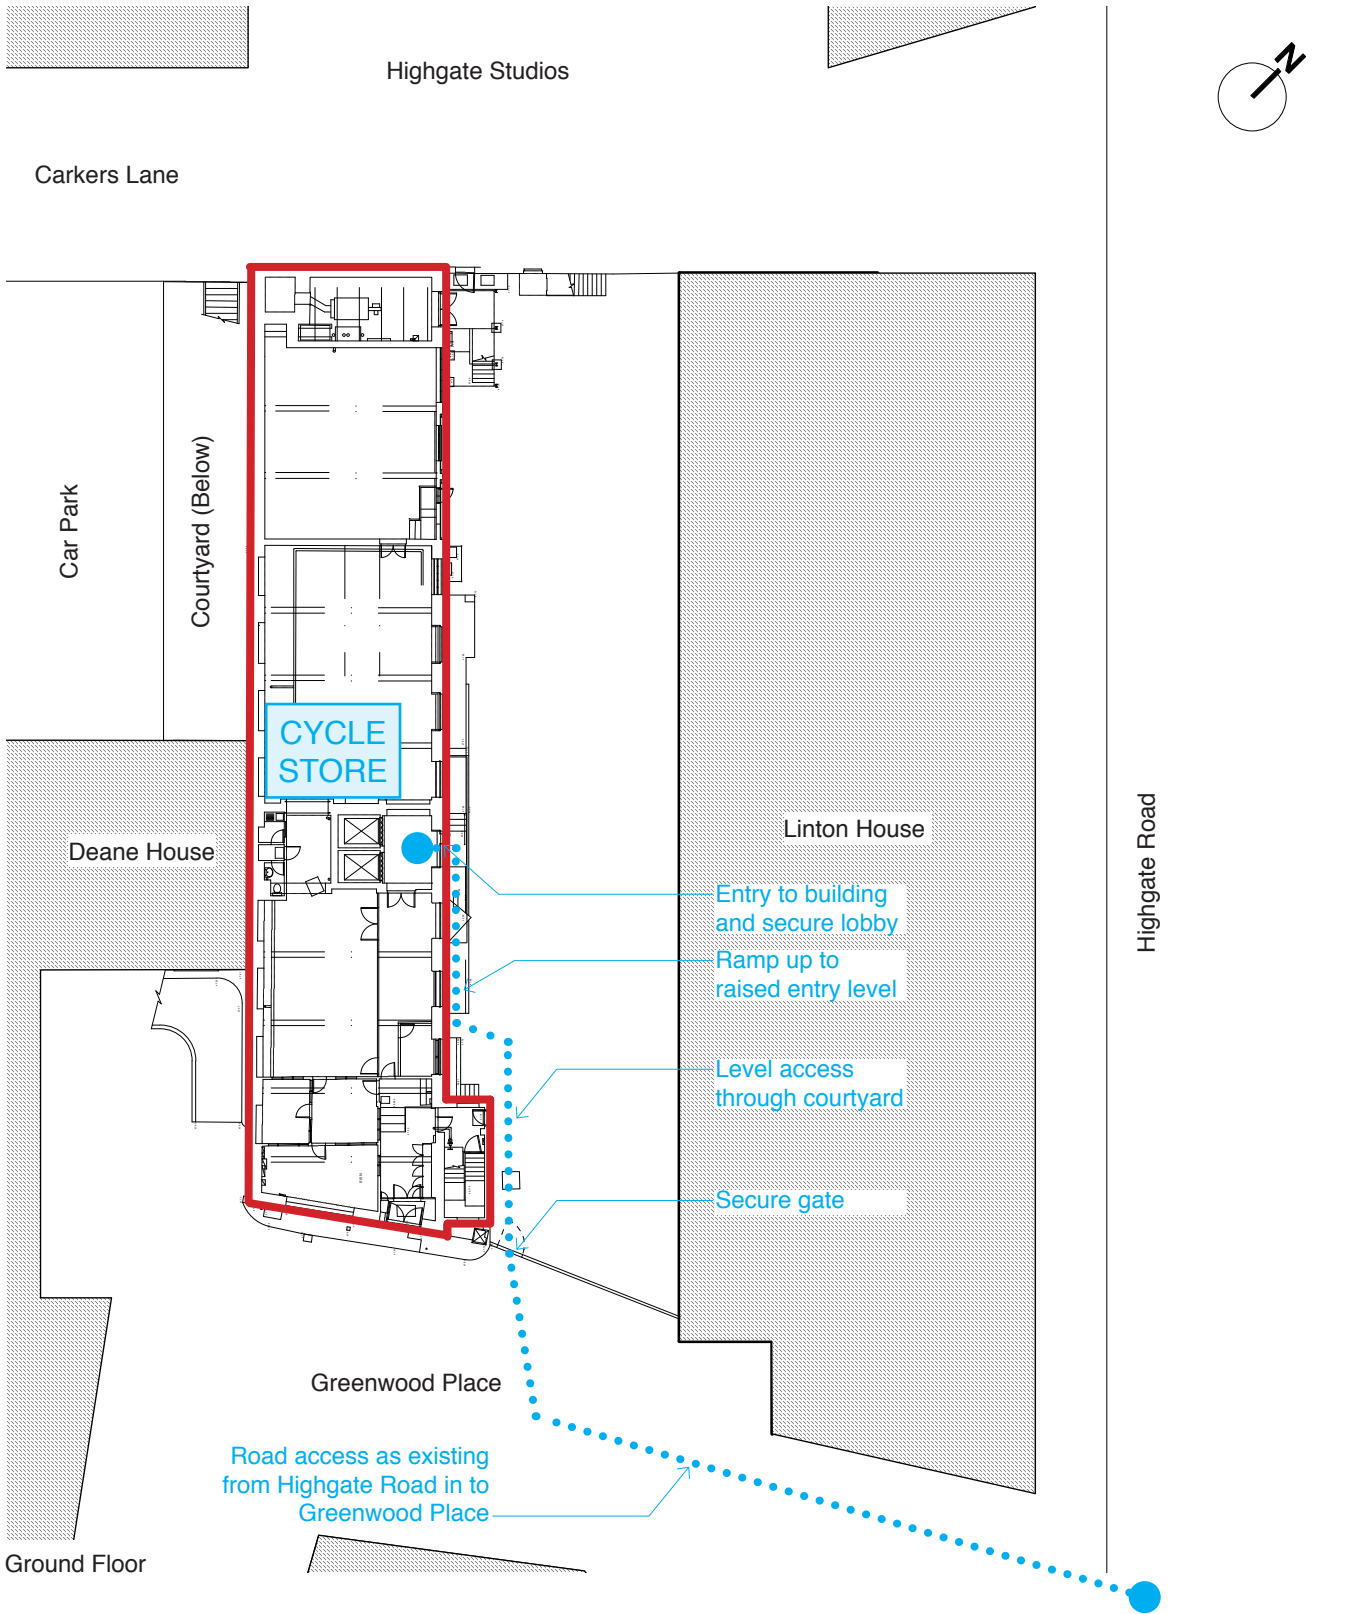 Highgate Studios
N
Carkers Lane
Car Park
Courtyard (Below)
CYCLE
STORE
Deane House
Linton House
Highgate Road
Entry to building
and secure lobby
Ramp up to
raised entry level
Level access
through courtyard
Secure gate
Greenwood Place
Road access as existing
from Highgate Road in to
Greenwood Place
Ground Floor